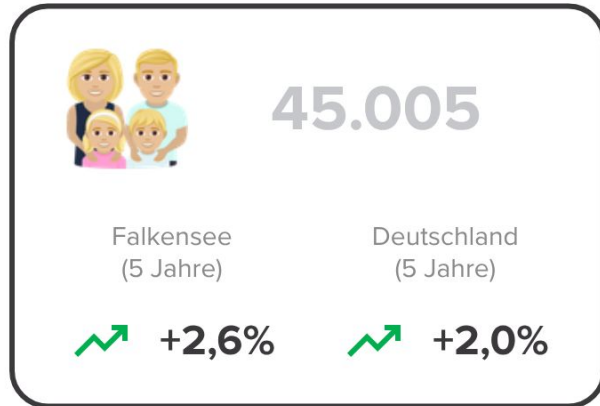 45.005
Falkensee
(5 Jahre)
Deutschland
(5 Jahre)
+2,6%
+2,0%